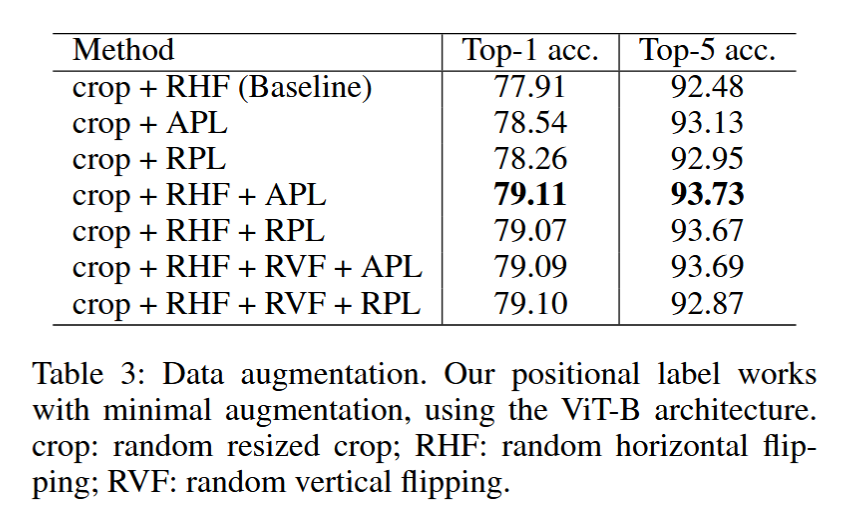 Method Top-1 acc. Top-5 acc.
crop + RHF (Baseline) 77.91 92.48
crop + APL 78.54 93.13
crop + RPL 78.26 92.95
crop + RHF + APL 79.11 93.73
crop + RHF + RPL 79.07 93.67
crop + RHF + RVF + APL 79.09 93.69
crop + RHF + RVF + RPL 79.10 92.87
Table 3: Data augmentation. Our positional label works
with minimal augmentation, using the ViT-B architecture.
crop: random resized crop; RHF: random horizontal flip-
ping; RVF: random vertical flipping.